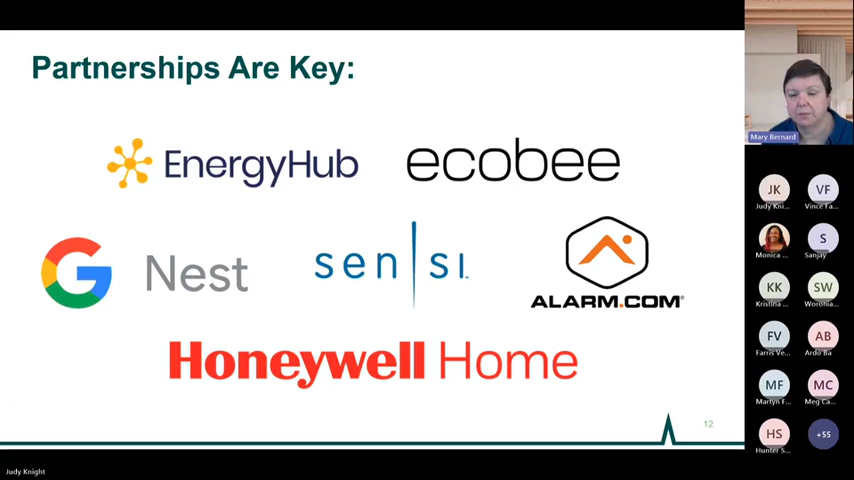 Partnerships Are Key:
EnergyHub
ecobee
G Nest
sensi™
ALARM.COM®
Honeywell Home
12
Judy Knight
Mary Bernard
JK
VF
Judy Kni...
Vince Fa...
S
Monica ...
Sanjay
KK
SW
Kristina ...
Woronia...
FV
AB
Farris Ve...
Ardo Ba
MF
MC
Martyn F...
Meg Ca...
HS
+55
Hunter S...